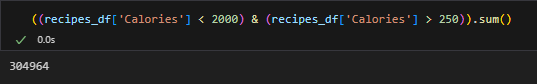 ((recipes_df['Calories'] < 2000) & (recipes_df['Calories'] > 250)).sum()
✓ 0.0s
304964